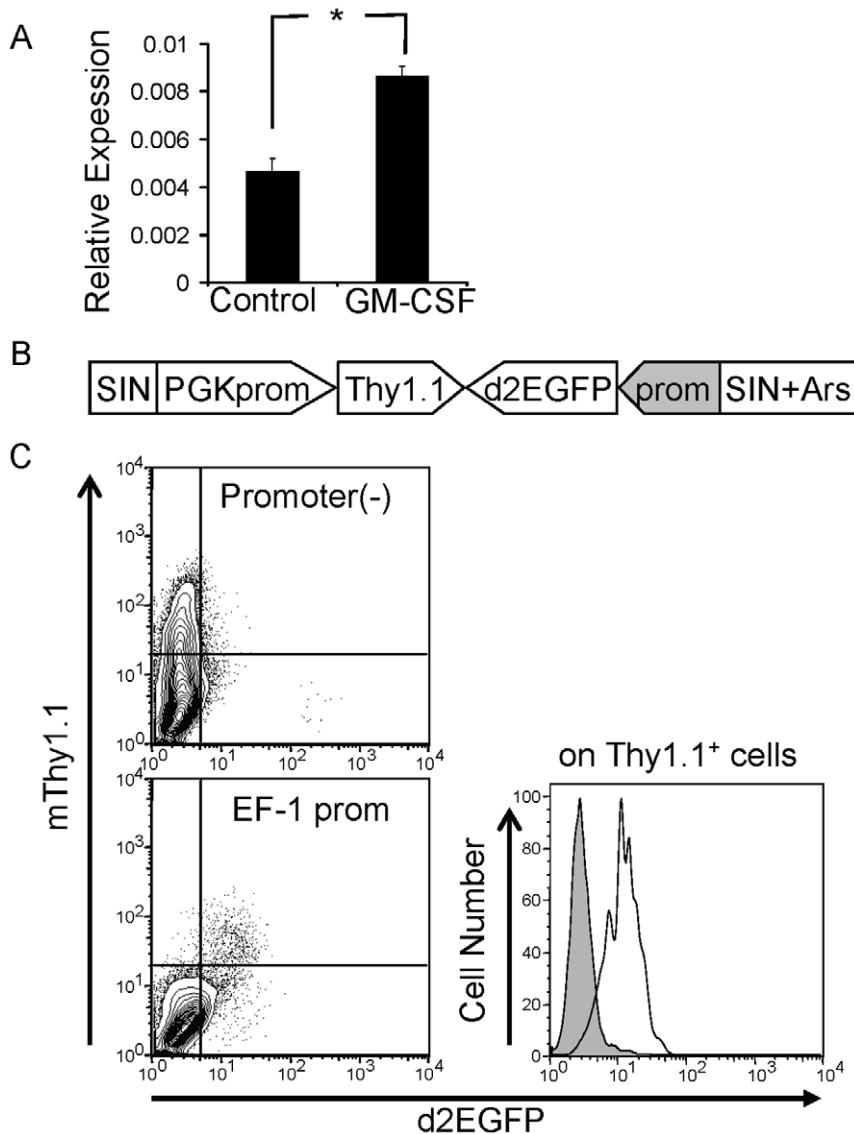 A
*
Relative Expession
0.01
0.008
0.006
0.004
0.002
0
Control GM-CSF
B
SIN PGKprom Thy1.1 d2EGFP prom SIN+Ars
C
mThy1.1
Promoter(-)
10⁴
10³
10²
10¹
10⁰
10⁰ 10¹ 10² 10³ 10⁴
EF-1 prom
10⁴
10³
10²
10¹
10⁰
10⁰ 10¹ 10² 10³ 10⁴
on Thy1.1⁺ cells
Cell Number
100
80
60
40
20
0
10⁰ 10¹ 10² 10³ 10⁴
d2EGFP